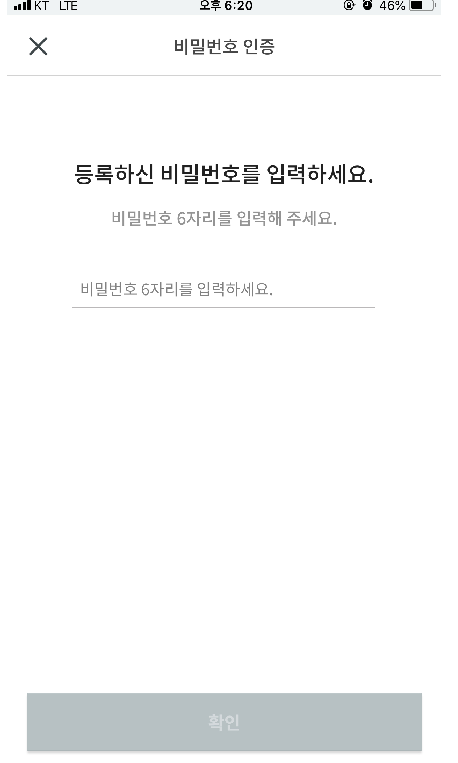 KT LTE 오후 6:20 46%
비밀번호 인증
등록하신 비밀번호를 입력하세요.
비밀번호 6자리를 입력해 주세요.
비밀번호 6자리를 입력하세요.
확인